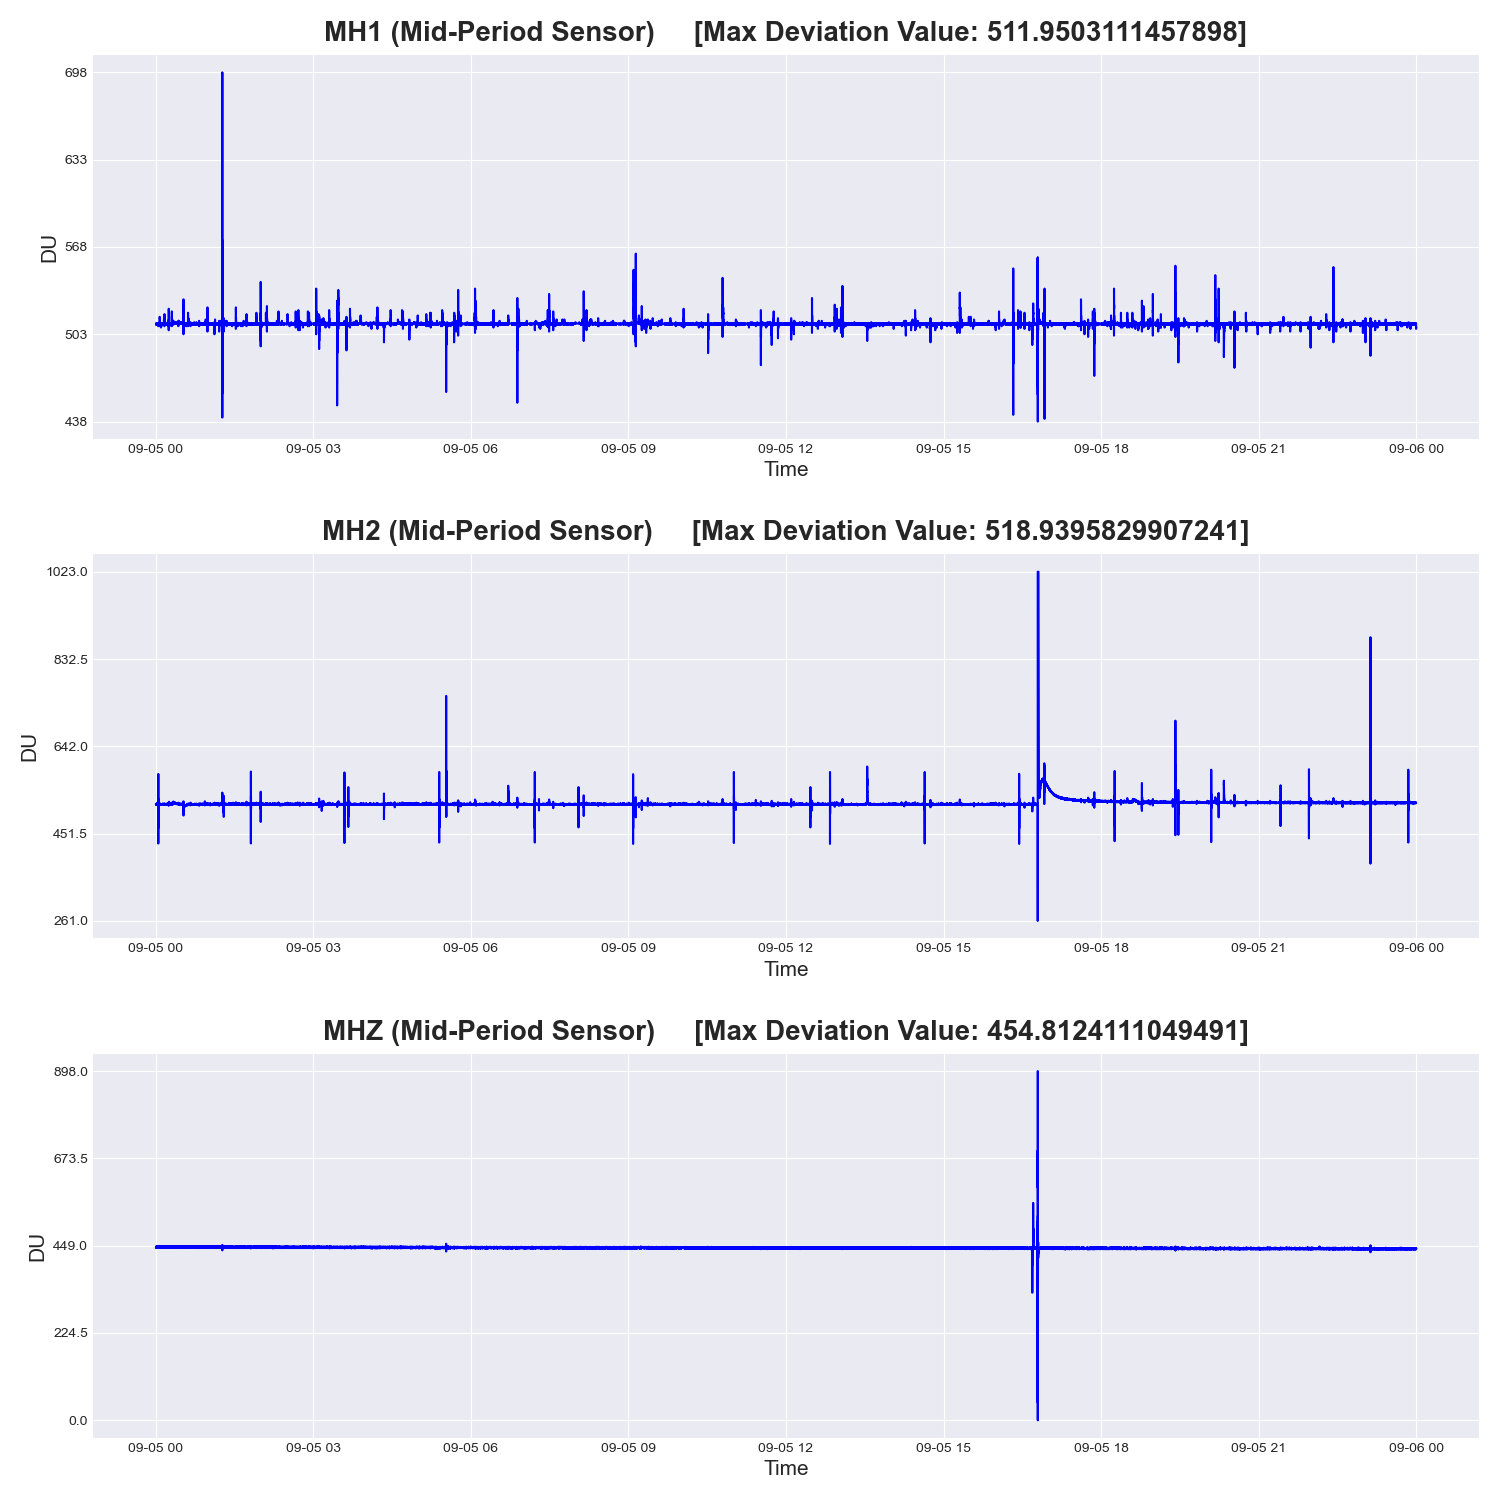 MH1 (Mid-Period Sensor) [Max Deviation Value: 511.9503111457898]
698
633
568
503
438
DU
09-05 00 09-05 03 09-05 06 09-05 09 09-05 12 09-05 15 09-05 18 09-05 21 09-06 00
Time
MH2 (Mid-Period Sensor) [Max Deviation Value: 518.9395829907241]
1023.0
832.5
642.0
451.5
261.0
DU
09-05 00 09-05 03 09-05 06 09-05 09 09-05 12 09-05 15 09-05 18 09-05 21 09-06 00
Time
MHZ (Mid-Period Sensor) [Max Deviation Value: 454.8124111049491]
898.0
673.5
449.0
224.5
0.0
DU
09-05 00 09-05 03 09-05 06 09-05 09 09-05 12 09-05 15 09-05 18 09-05 21 09-06 00
Time